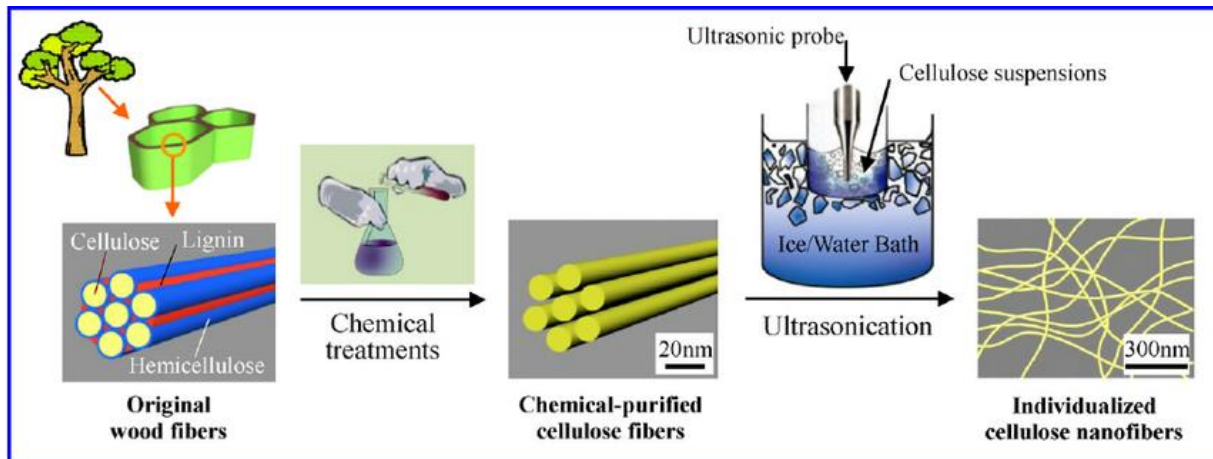 Ultrasonic probe
Cellulose suspensions
Cellulose
Lignin
Hemicellulose
Original
wood fibers
Chemical
treatments
20nm
Chemical-purified
cellulose fibers
Ice/Water Bath
Ultrasonication
300nm
Individualized
cellulose nanofibers